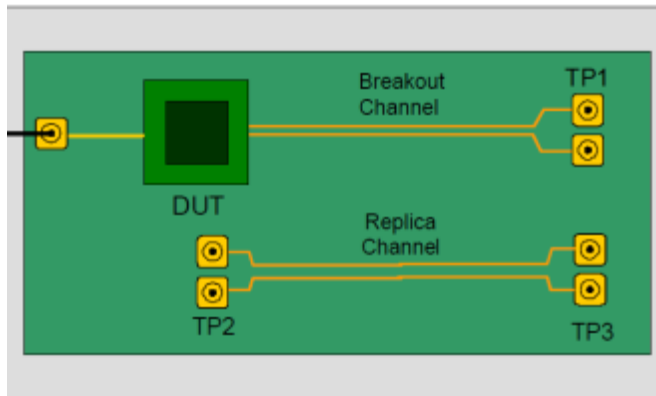 Breakout
Channel
TP1
DUT
Replica
Channel
TP2
TP3